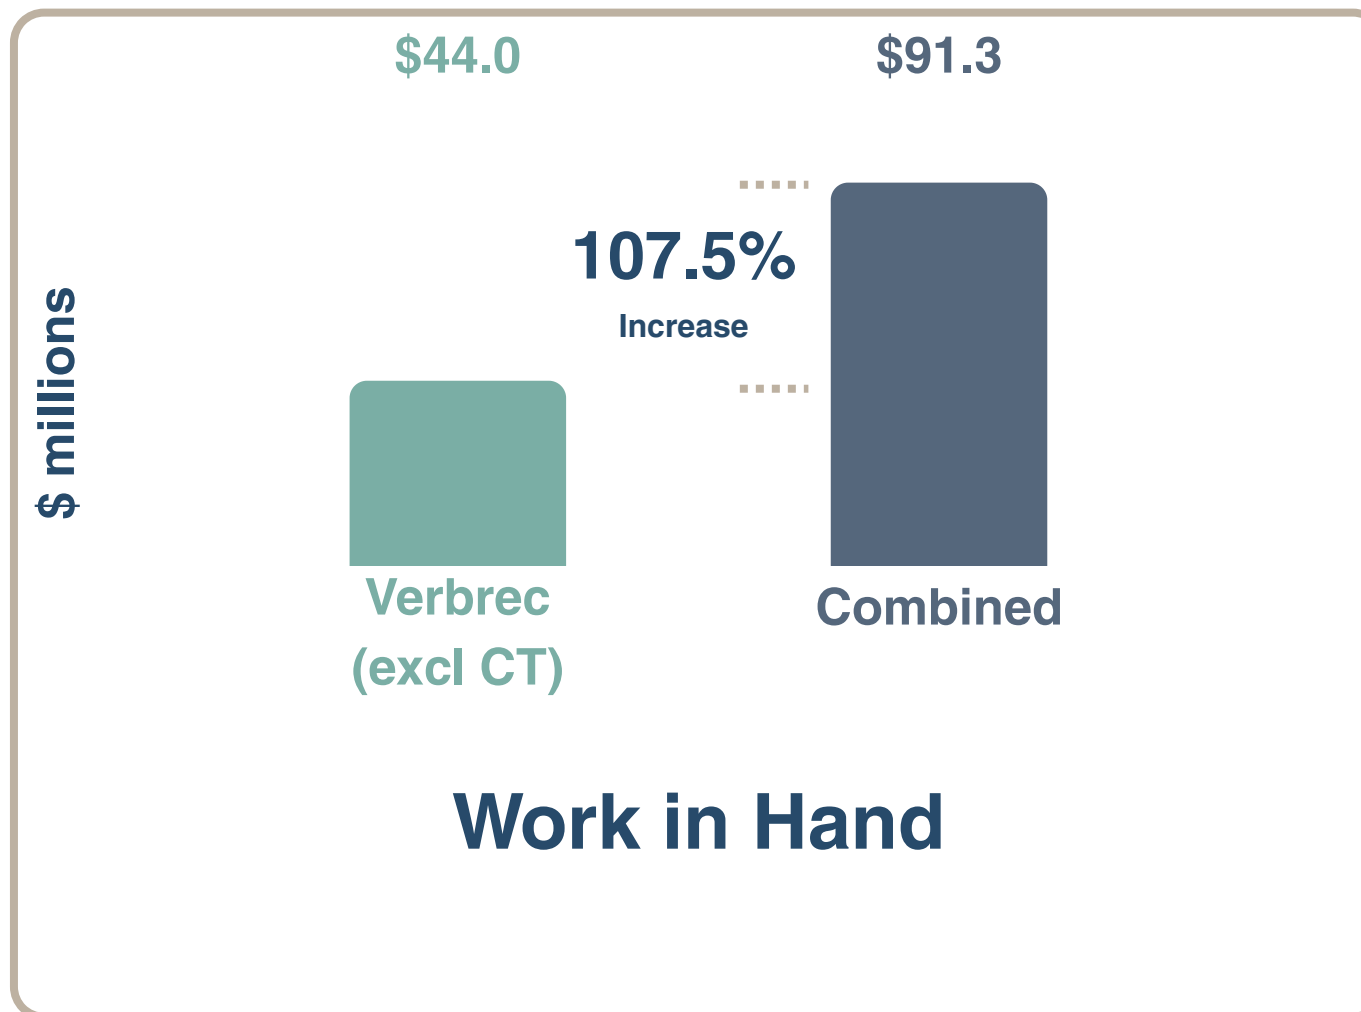 $44.0
$91.3
107.5%
Increase
$ millions
Verbrec
(excl CT)
Combined
Work in Hand